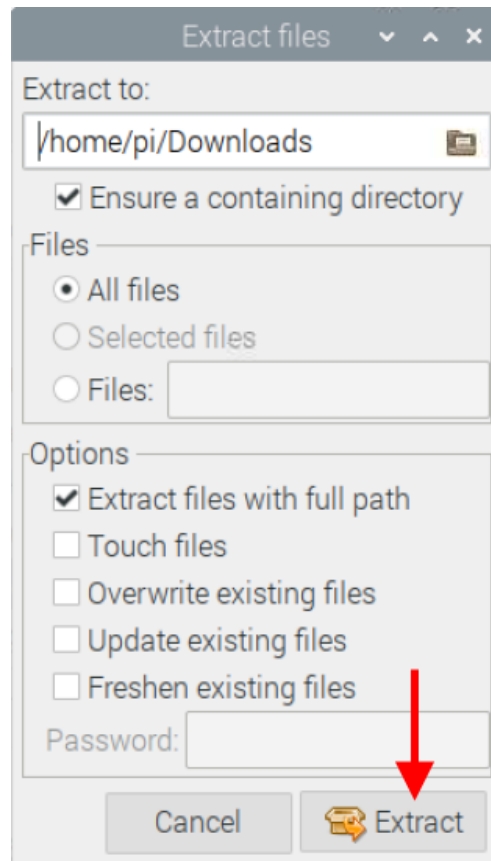 Extract files
Extract to:
/home/pi/Downloads
Ensure a containing directory
Files
All files
Selected files
Files:
Options
Extract files with full path
Touch files
Overwrite existing files
Update existing files
Freshen existing files
Password:
Cancel Extract